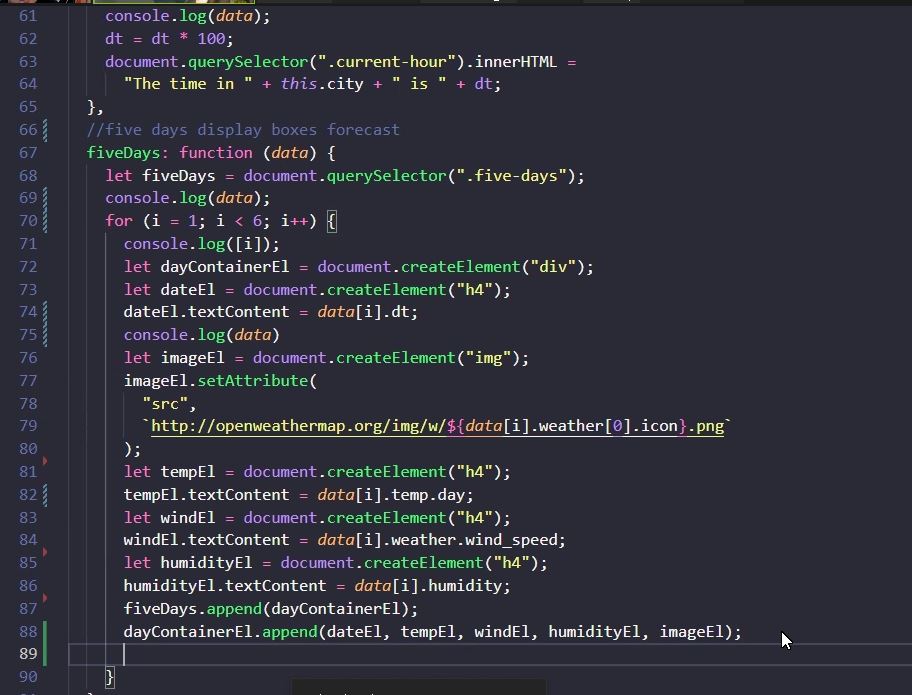 61 console.log(data);
62 dt = dt * 100;
63 document.querySelector(".current-hour").innerHTML =
64 "The time in " + this.city + " is " + dt;
65 },
66 //five days display boxes forecast
67 fiveDays: function (data) {
68 let fiveDays = document.querySelector(".five-days");
69 console.log(data);
70 for (i = 1; i < 6; i++) {
71 console.log([i]);
72 let dayContainerEl = document.createElement("div");
73 let dateEl = document.createElement("h4");
74 dateEl.textContent = data[i].dt;
75 console.log(data)
76 let imageEl = document.createElement("img");
77 imageEl.setAttribute(
78 "src",
79 `http://openweathermap.org/img/w/${data[i].weather[0].icon}.png`
80 );
81 let tempEl = document.createElement("h4");
82 tempEl.textContent = data[i].temp.day;
83 let windEl = document.createElement("h4");
84 windEl.textContent = data[i].weather.wind_speed;
85 let humidityEl = document.createElement("h4");
86 humidityEl.textContent = data[i].humidity;
87 fiveDays.append(dayContainerEl);
88 dayContainerEl.append(dateEl, tempEl, windEl, humidityEl, imageEl);
89
90 }